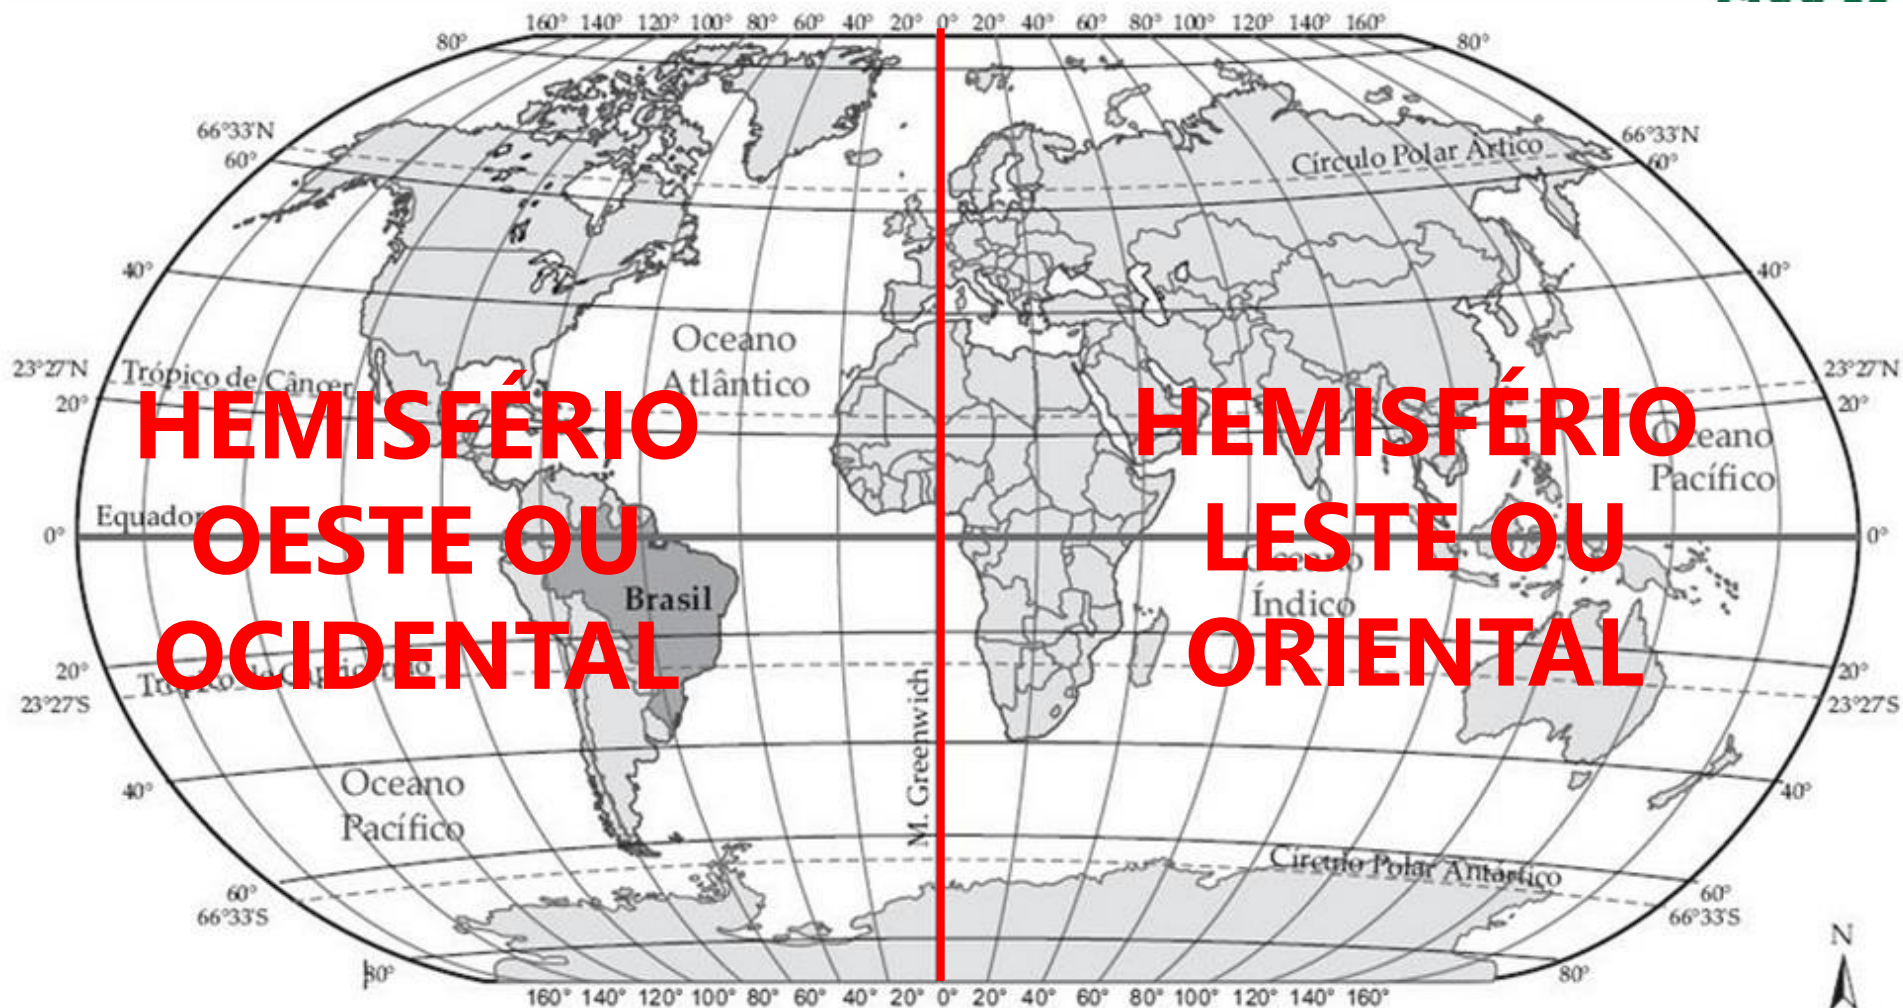 160° 140° 120° 100° 80° 60° 40° 20° 0° 20° 40° 60° 80° 100° 120° 140° 160°
80° 80°
66°33'N 66°33'N
60° 60°
Círculo Polar Ártico
40° 40°
Oceano
Atlântico
23°27'N 23°27'N
Trópico de Câncer
20° 20°
HEMISFÉRIO
OESTE OU
OCIDENTAL
HEMISFÉRIO
LESTE OU
ORIENTAL
Oceano
Pacífico
Equador
0° 0°
Brasil
Oceano
Índico
20° 20°
Trópico de Capricórnio
23°27'S 23°27'S
M. Greenwich
Oceano
Pacífico
40° 40°
Círculo Polar Antártico
60° 60°
66°33'S 66°33'S
N
80° 80°
160° 140° 120° 100° 80° 60° 40° 20° 0° 20° 40° 60° 80° 100° 120° 140° 160°